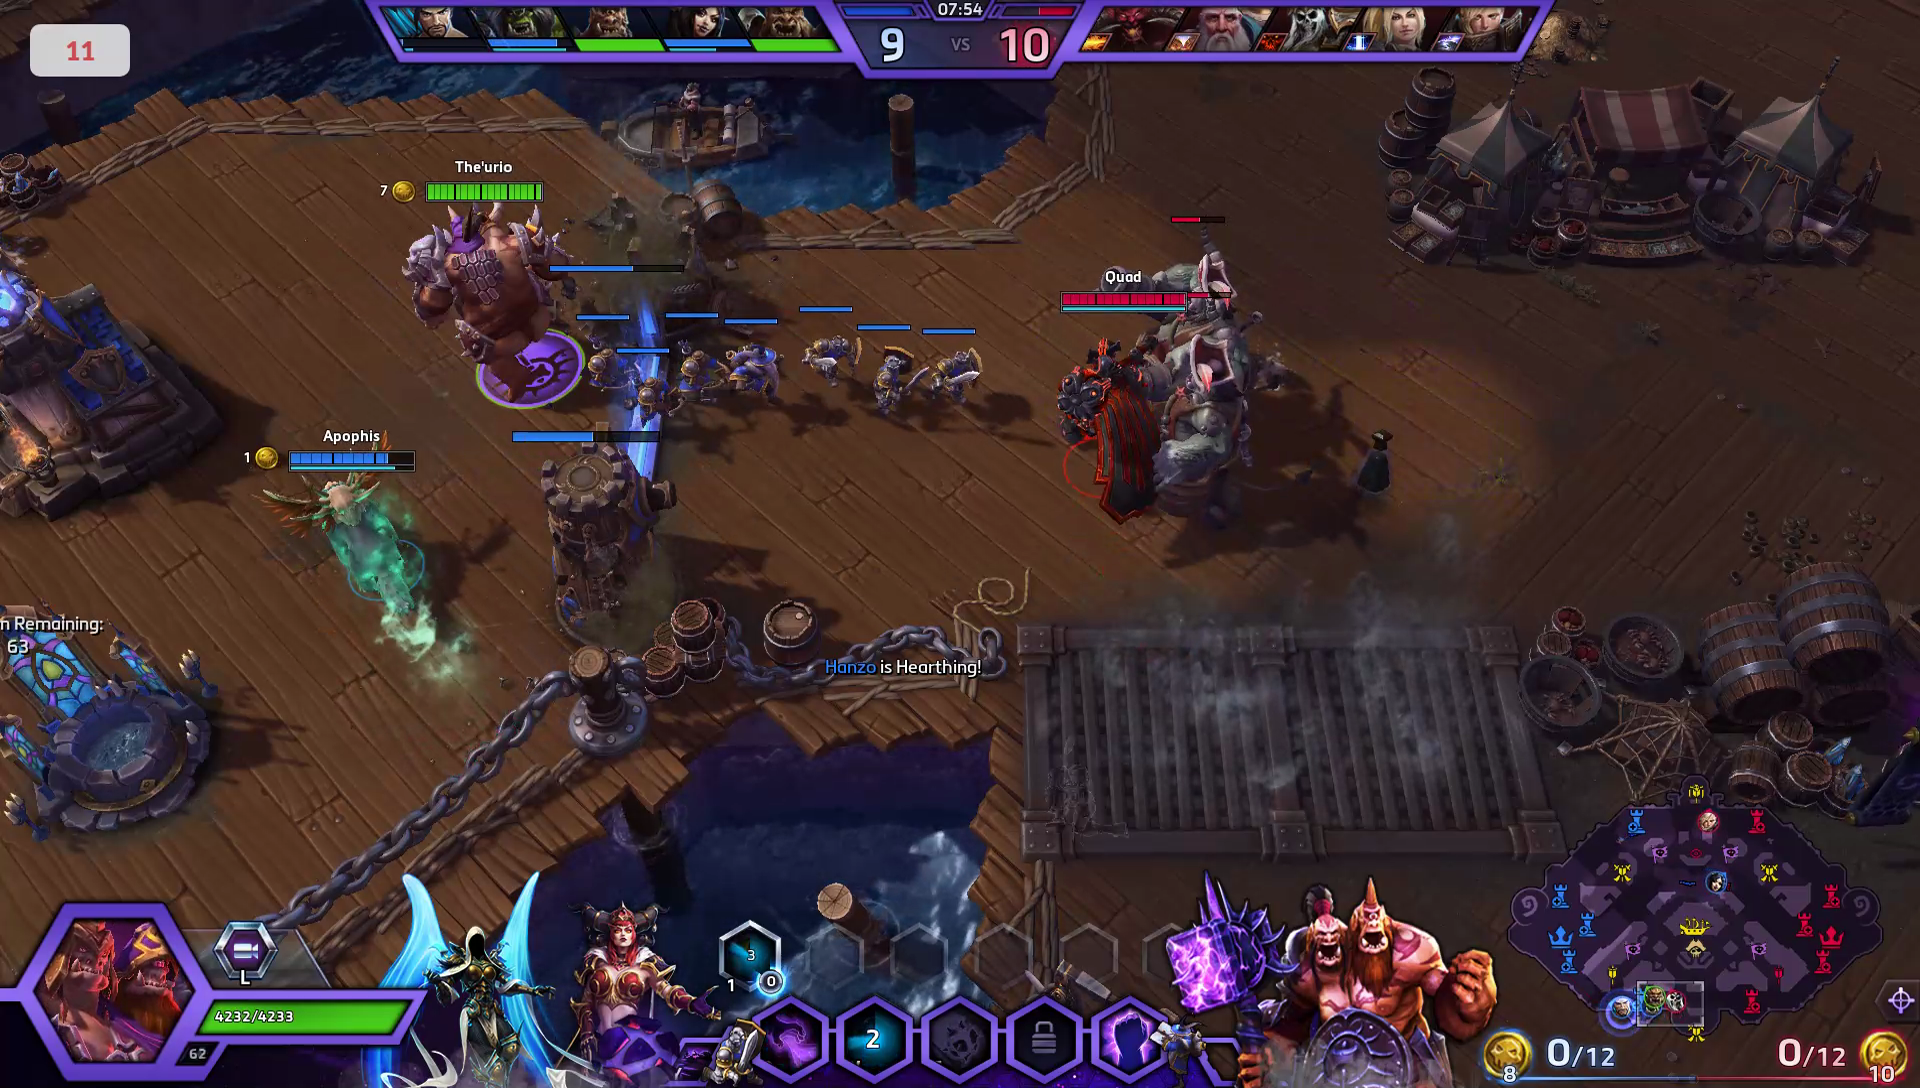 11
07:54
9 VS 10
The'urio
7
Quad
Apophis
1
n Remaining:
63
Hanzo is Hearthing!
L
4232/4233
62
3
1
0
2
0/12
8
0/12
10